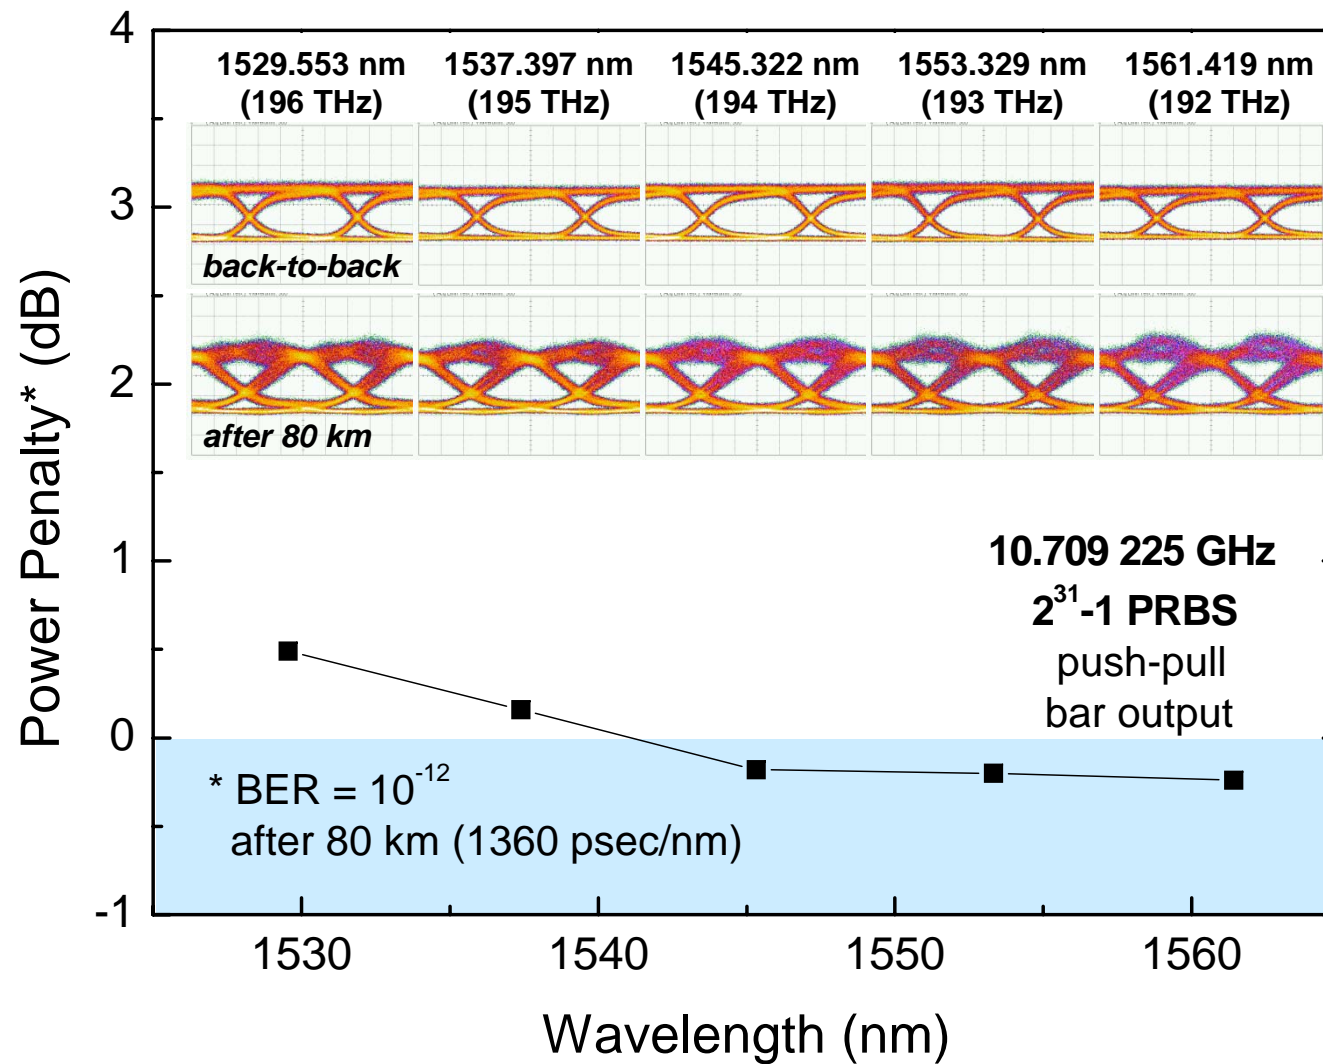 4
3
2
1
0
-1
Power Penalty* (dB)
1529.553 nm
(196 THz)
1537.397 nm
(195 THz)
1545.322 nm
(194 THz)
1553.329 nm
(193 THz)
1561.419 nm
(192 THz)
back-to-back
after 80 km
10.709 225 GHz
2^31-1 PRBS
push-pull
bar output
* BER = 10^-12
after 80 km (1360 psec/nm)
1530
1540
1550
1560
Wavelength (nm)